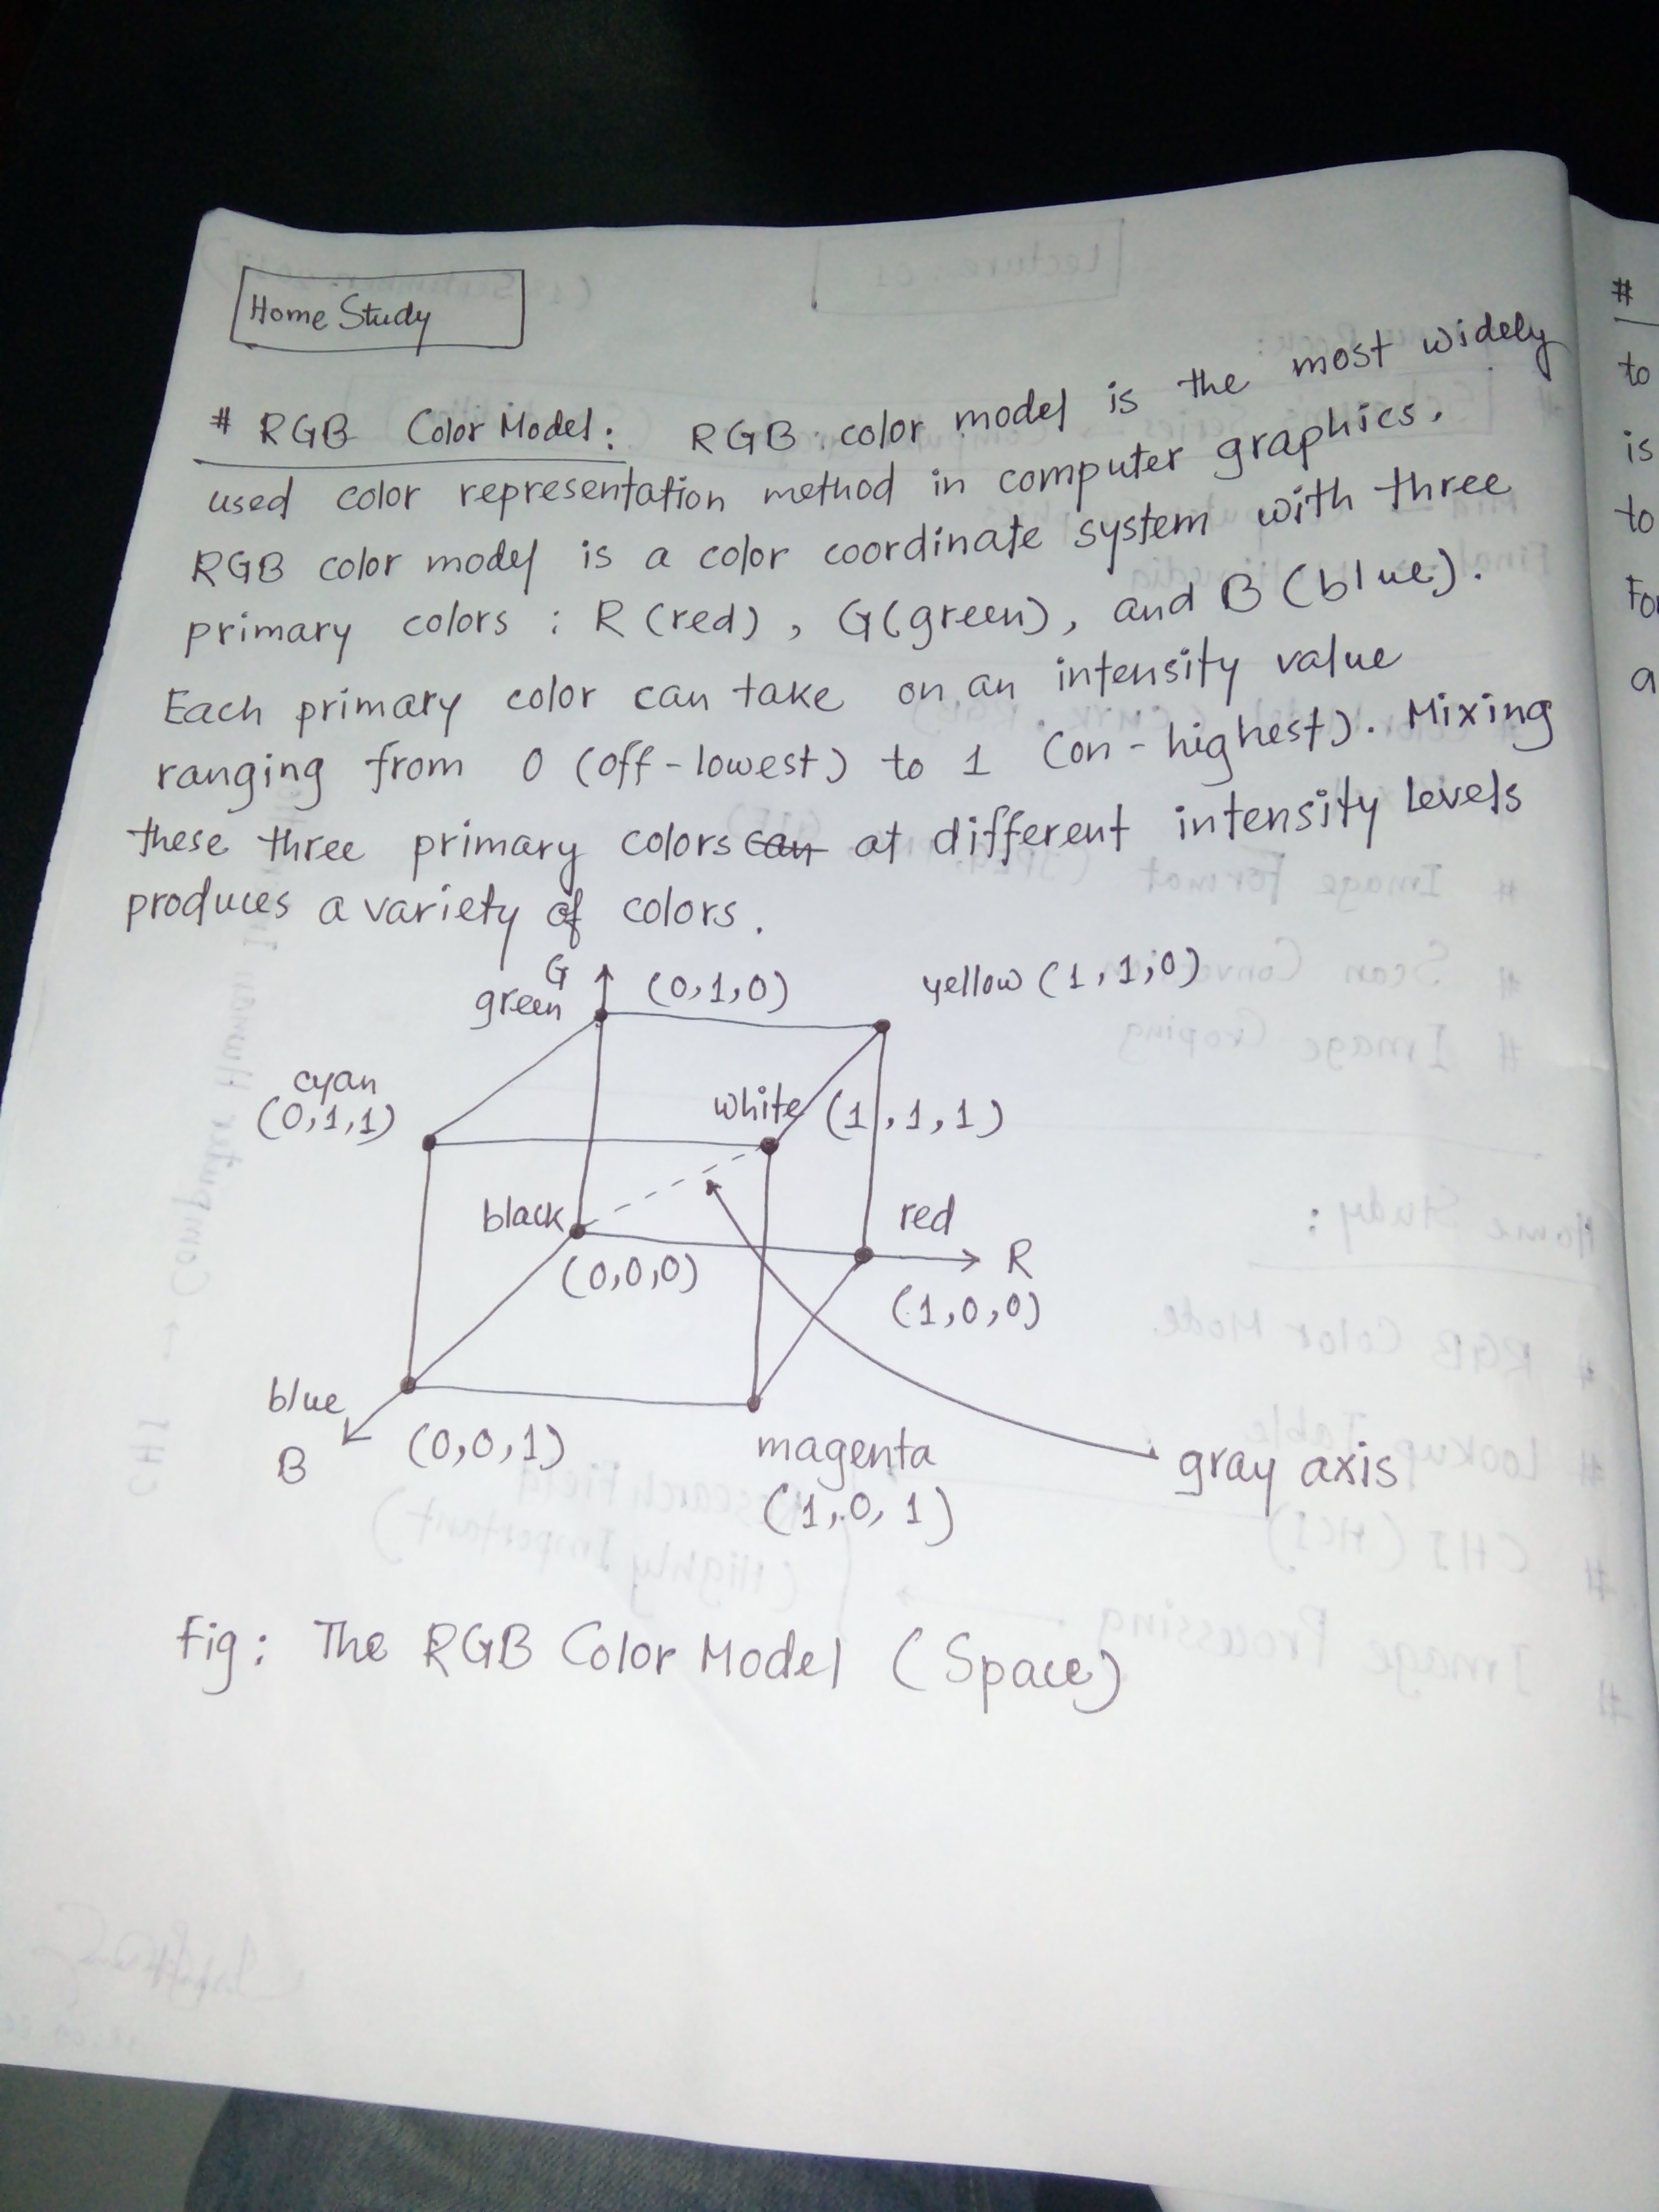 Home Study
# RGB Color Model: RGB color model is the most widely
used color representation method in computer graphics.
RGB color model is a color coordinate system with three
primary colors : R (red), G(green), and B (blue).
Each primary color can take on an intensity value
ranging from 0 (off-lowest) to 1 (on-highest). Mixing
these three primary colors can at different intensity levels
produces a variety of colors.
G
green (0,1,0) yellow (1,1,0)
cyan
(0,1,1) white (1,1,1)
black red
(0,0,0) R
(1,0,0)
blue
B (0,0,1) magenta gray axis
(1,0,1)
Fig: The RGB Color Model (Space)
#
to
is
to